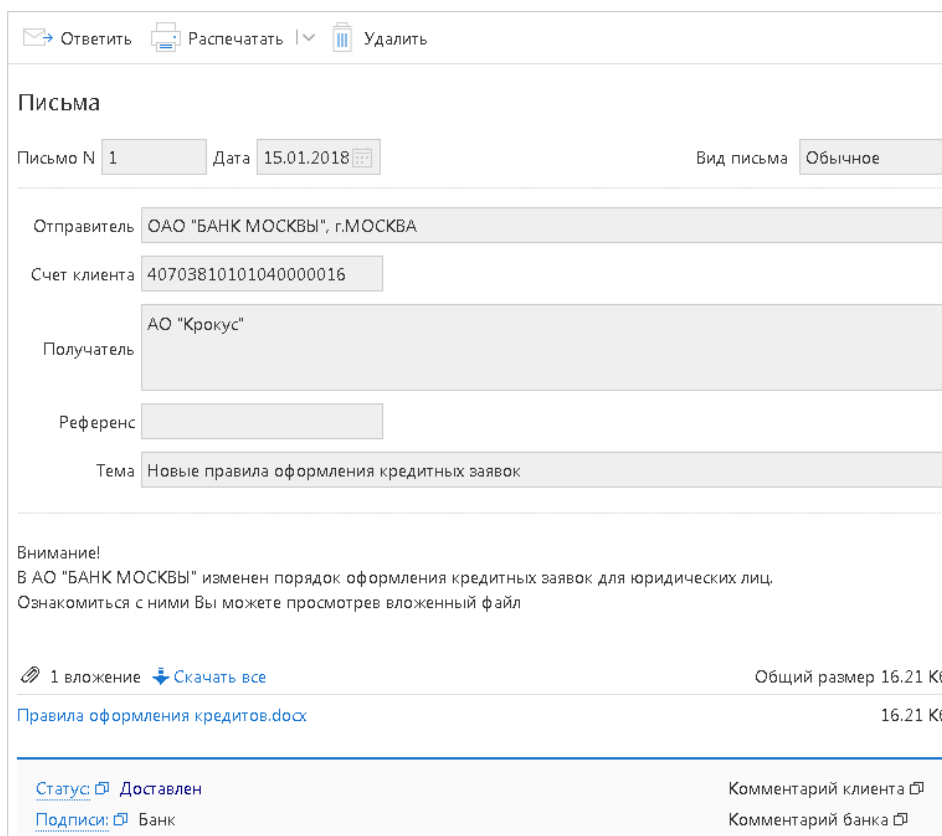 Ответить Распечатать Удалить
Письма
Письмо N 1 Дата 15.01.2018 Вид письма Обычное
Отправитель ОАО "БАНК МОСКВЫ", г.МОСКВА
Счет клиента 40703810101040000016
Получатель АО "Крокус"
Референс
Тема Новые правила оформления кредитных заявок
Внимание!
В АО "БАНК МОСКВЫ" изменен порядок оформления кредитных заявок для юридических лиц.
Ознакомиться с ними Вы можете просмотрев вложенный файл
1 вложение Скачать все Общий размер 16.21 Кб
Правила оформления кредитов.docx 16.21 Кб
Статус: Доставлен Комментарий клиента
Подписи: Банк Комментарий банка